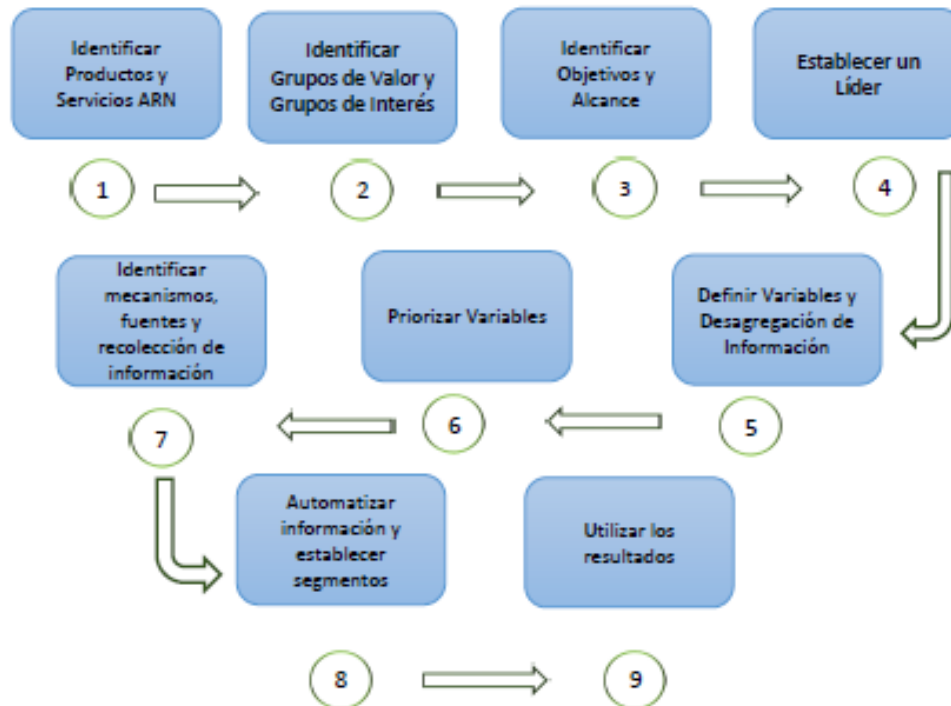 Identificar
Productos y
Servicios ARN
Identificar
Grupos de Valor y
Grupos de Interés
Identificar
Objetivos y
Alcance
Establecer un
Líder
1
2
3
4
Identificar
mecanismos,
fuentes y
recolección de
información
Priorizar Variables
Definir Variables y
Desagregación de
Información
7
6
5
Automatizar
información y
establecer
segmentos
Utilizar los
resultados
8
9